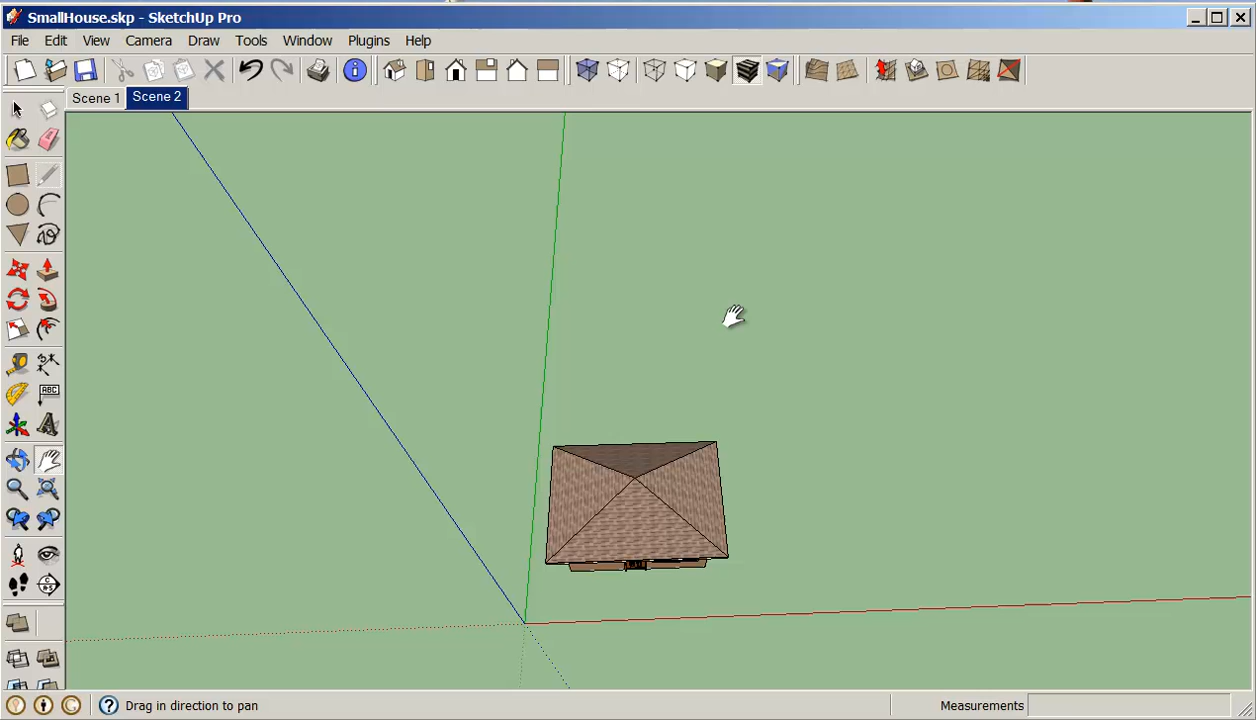 SmallHouse.skp - SketchUp Pro
File Edit View Camera Draw Tools Window Plugins Help
Scene 1 Scene 2
ABC
Drag in direction to pan
Measurements